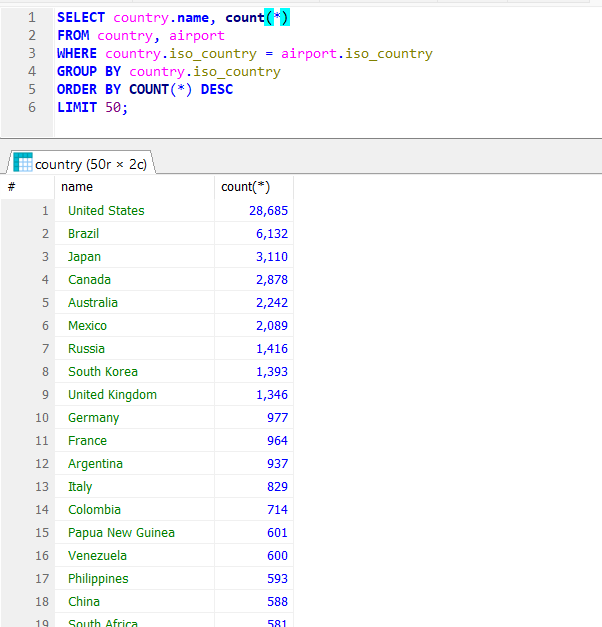 1 SELECT country.name, count(*)
2 FROM country, airport
3 WHERE country.iso_country = airport.iso_country
4 GROUP BY country.iso_country
5 ORDER BY COUNT(*) DESC
6 LIMIT 50;
country (50r × 2c)
# name count(*)
1 United States 28,685
2 Brazil 6,132
3 Japan 3,110
4 Canada 2,878
5 Australia 2,242
6 Mexico 2,089
7 Russia 1,416
8 South Korea 1,393
9 United Kingdom 1,346
10 Germany 977
11 France 964
12 Argentina 937
13 Italy 829
14 Colombia 714
15 Papua New Guinea 601
16 Venezuela 600
17 Philippines 593
18 China 588
19 South Africa 581